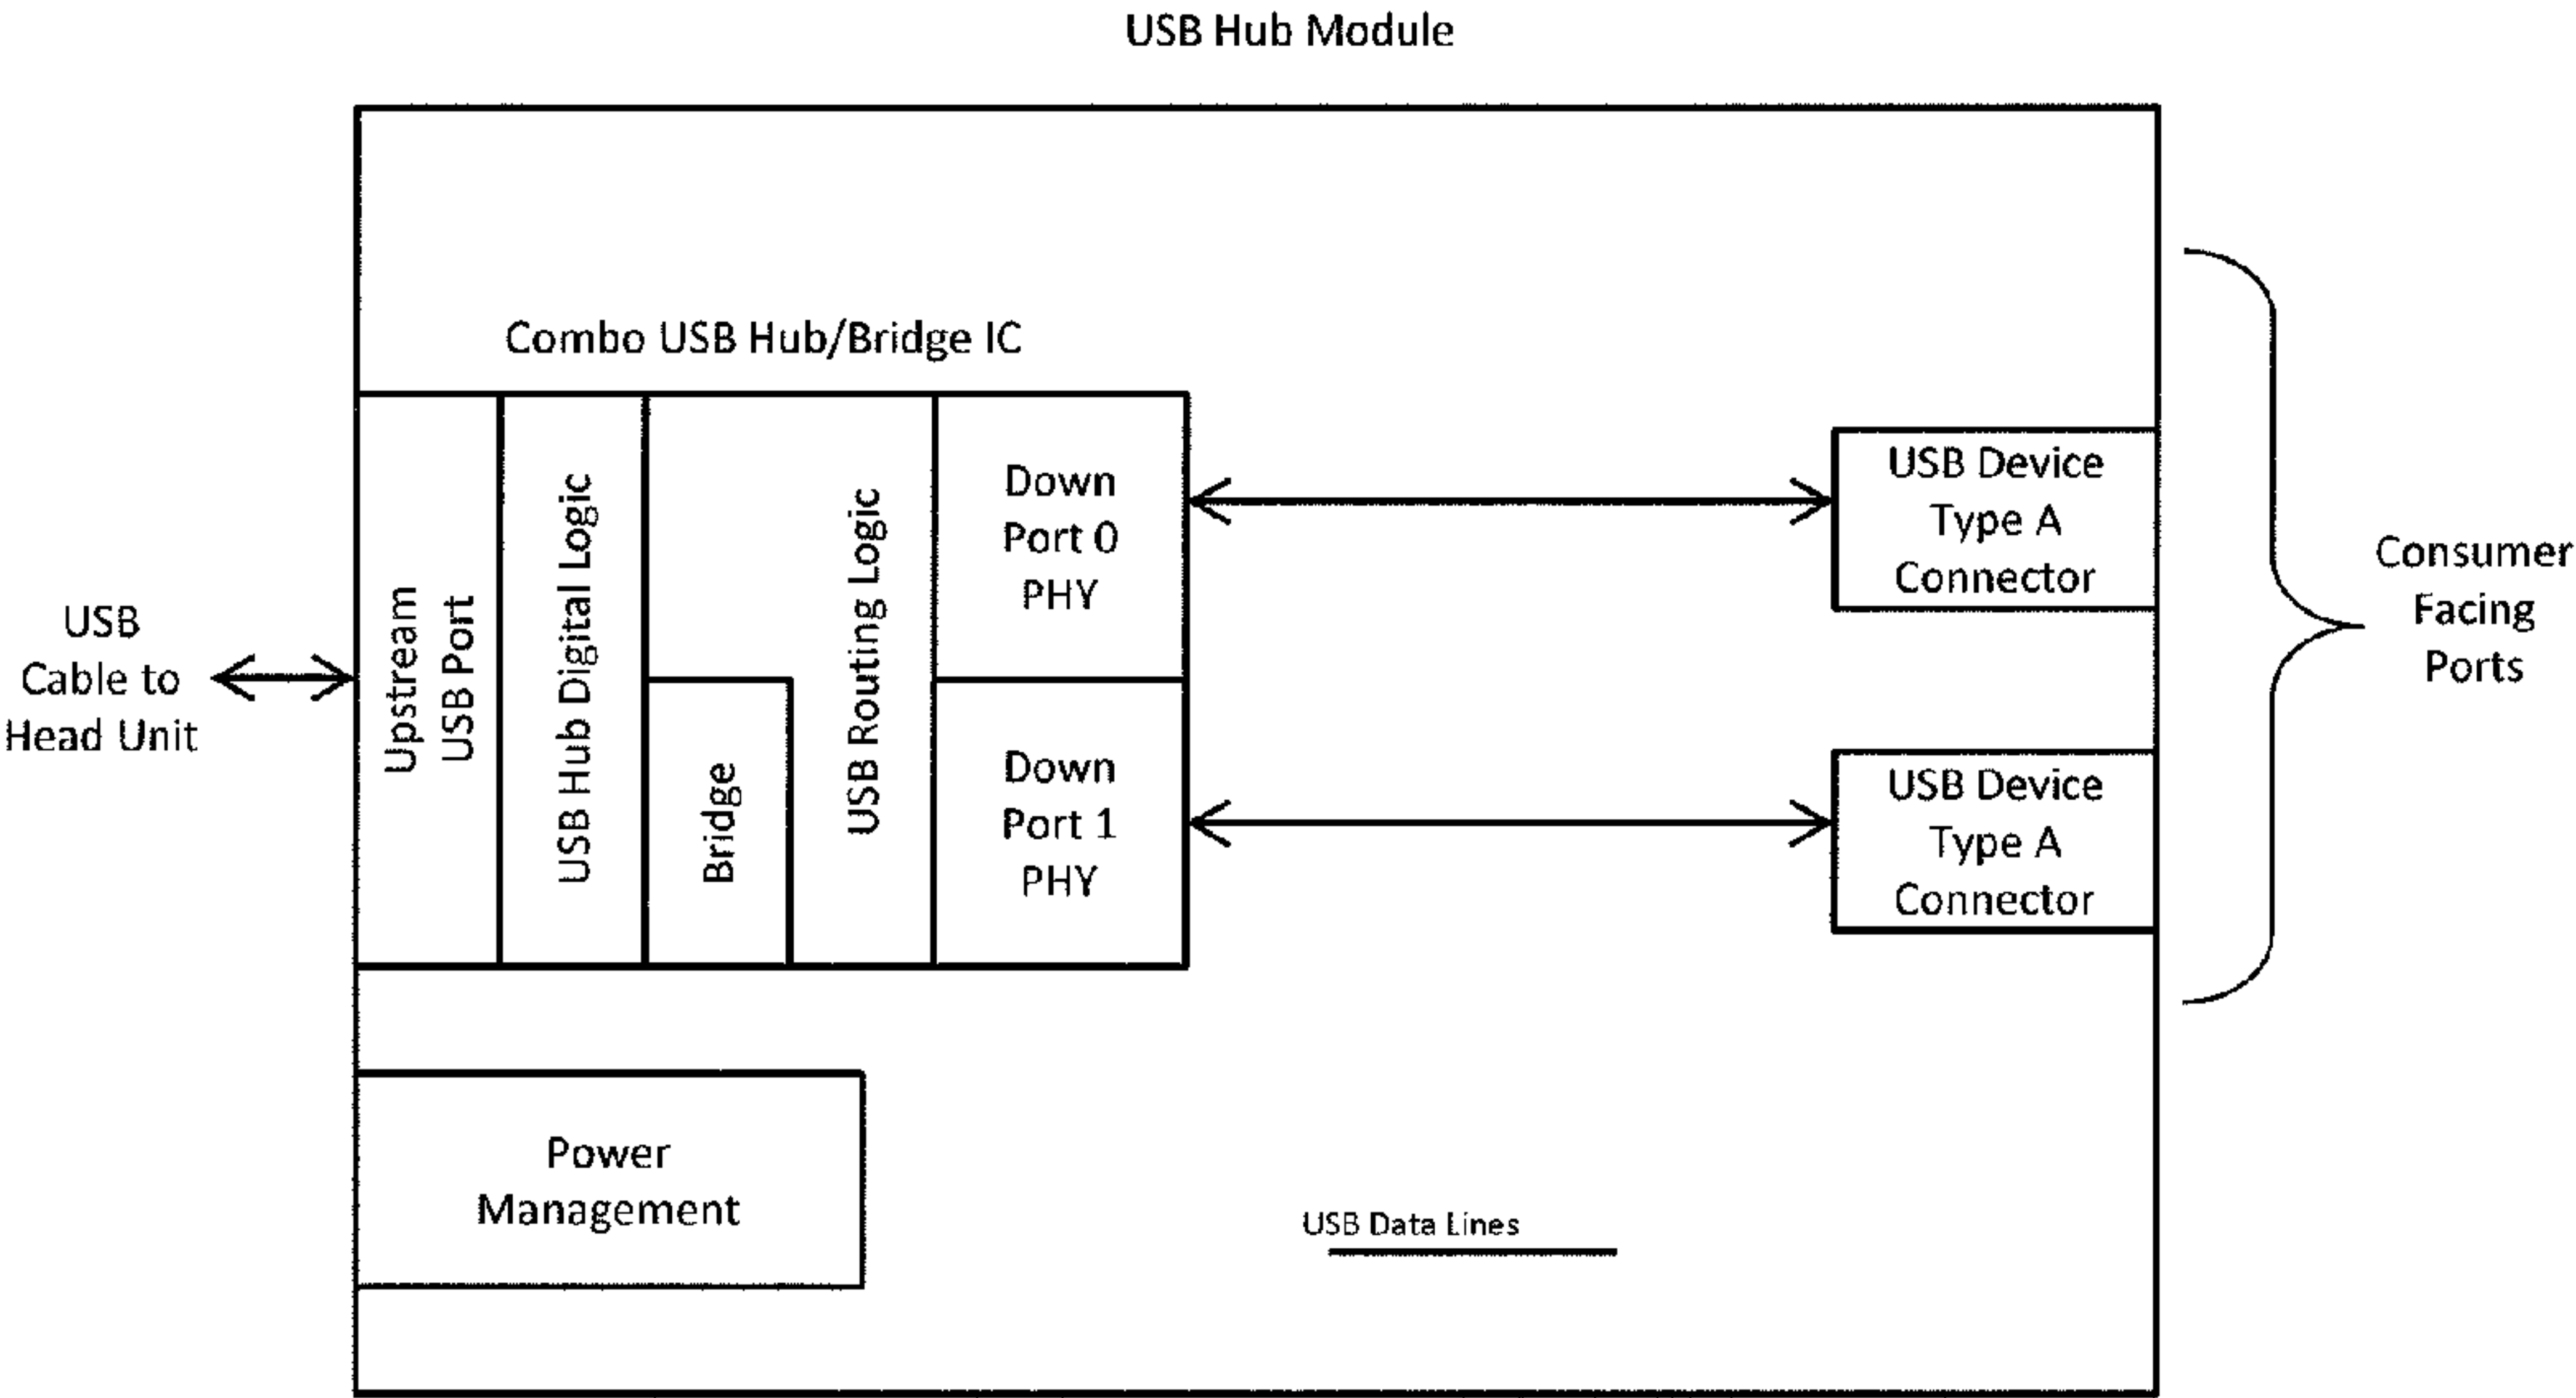 USB Hub Module
Combo USB Hub/Bridge IC
USB
Cable to
Head Unit
Upstream
USB Port
USB Hub Digital Logic
Bridge
USB Routing Logic
Down
Port 0
PHY
Down
Port 1
PHY
USB Device
Type A
Connector
USB Device
Type A
Connector
Consumer
Facing
Ports
Power
Management
USB Data Lines